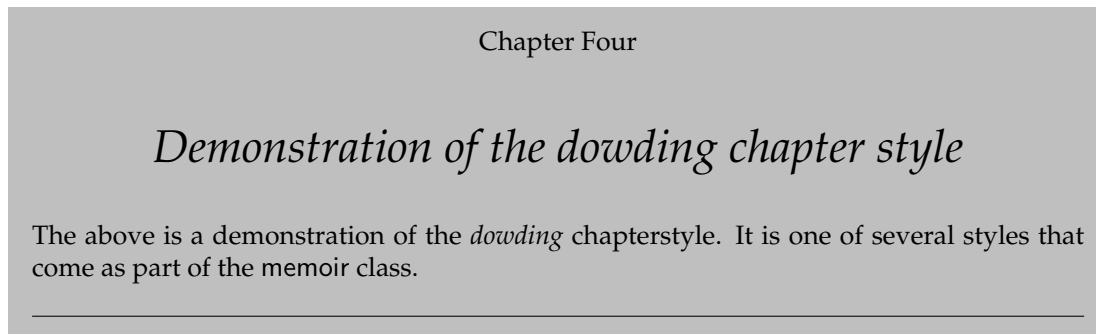 Chapter Four
Demonstration of the dowding chapter style
The above is a demonstration of the dowding chapterstyle. It is one of several styles that
come as part of the memoir class.